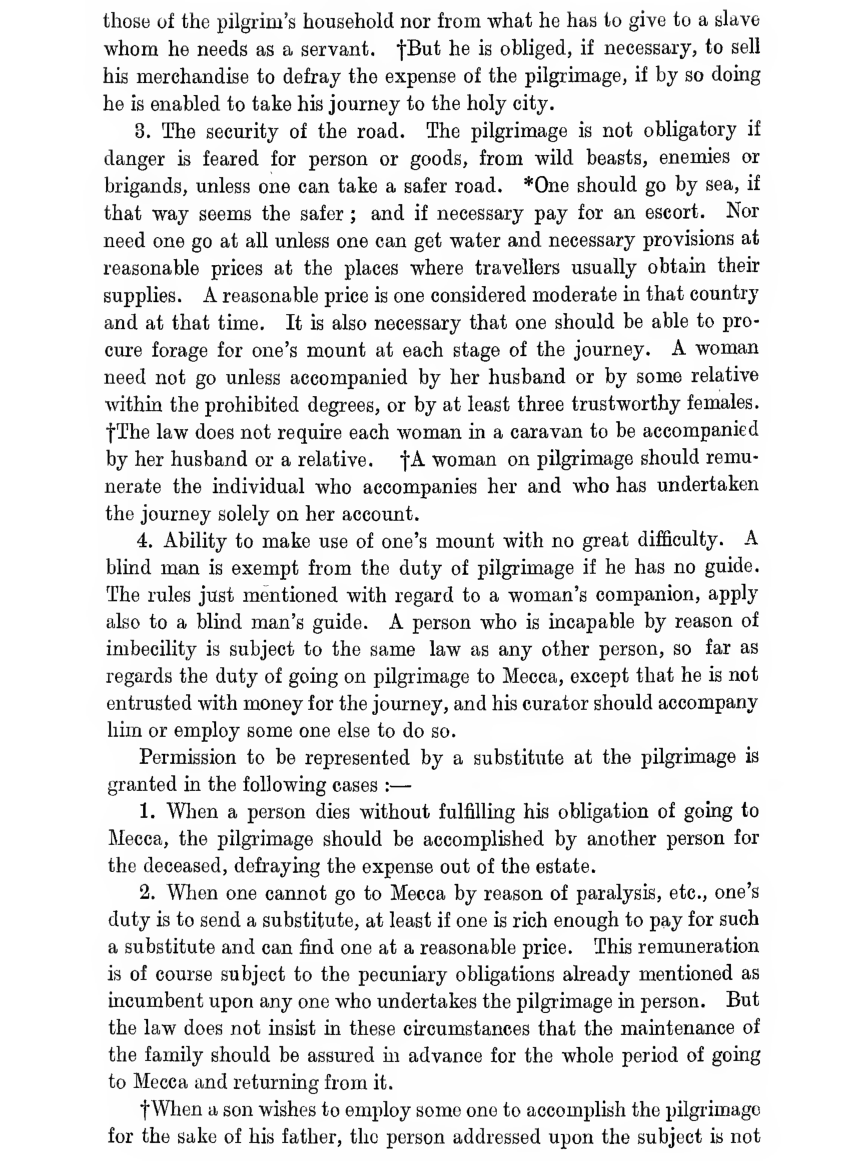 those of the pilgrim's household nor from what he has to give to a slave
whom he needs as a servant. †But he is obliged, if necessary, to sell
his merchandise to defray the expense of the pilgrimage, if by so doing
he is enabled to take his journey to the holy city.
3. The security of the road. The pilgrimage is not obligatory if
danger is feared for person or goods, from wild beasts, enemies or
brigands, unless one can take a safer road. *One should go by sea, if
that way seems the safer ; and if necessary pay for an escort. Nor
need one go at all unless one can get water and necessary provisions at
reasonable prices at the places where travellers usually obtain their
supplies. A reasonable price is one considered moderate in that country
and at that time. It is also necessary that one should be able to pro-
cure forage for one's mount at each stage of the journey. A woman
need not go unless accompanied by her husband or by some relative
within the prohibited degrees, or by at least three trustworthy females.
†The law does not require each woman in a caravan to be accompanied
by her husband or a relative. †A woman on pilgrimage should remu-
nerate the individual who accompanies her and who has undertaken
the journey solely on her account.
4. Ability to make use of one's mount with no great difficulty. A
blind man is exempt from the duty of pilgrimage if he has no guide.
The rules just mentioned with regard to a woman's companion, apply
also to a blind man's guide. A person who is incapable by reason of
imbecility is subject to the same law as any other person, so far as
regards the duty of going on pilgrimage to Mecca, except that he is not
entrusted with money for the journey, and his curator should accompany
him or employ some one else to do so.
Permission to be represented by a substitute at the pilgrimage is
granted in the following cases :—
1. When a person dies without fulfilling his obligation of going to
Mecca, the pilgrimage should be accomplished by another person for
the deceased, defraying the expense out of the estate.
2. When one cannot go to Mecca by reason of paralysis, etc., one's
duty is to send a substitute, at least if one is rich enough to pay for such
a substitute and can find one at a reasonable price. This remuneration
is of course subject to the pecuniary obligations already mentioned as
incumbent upon any one who undertakes the pilgrimage in person. But
the law does not insist in these circumstances that the maintenance of
the family should be assured in advance for the whole period of going
to Mecca and returning from it.
†When a son wishes to employ some one to accomplish the pilgrimage
for the sake of his father, the person addressed upon the subject is not